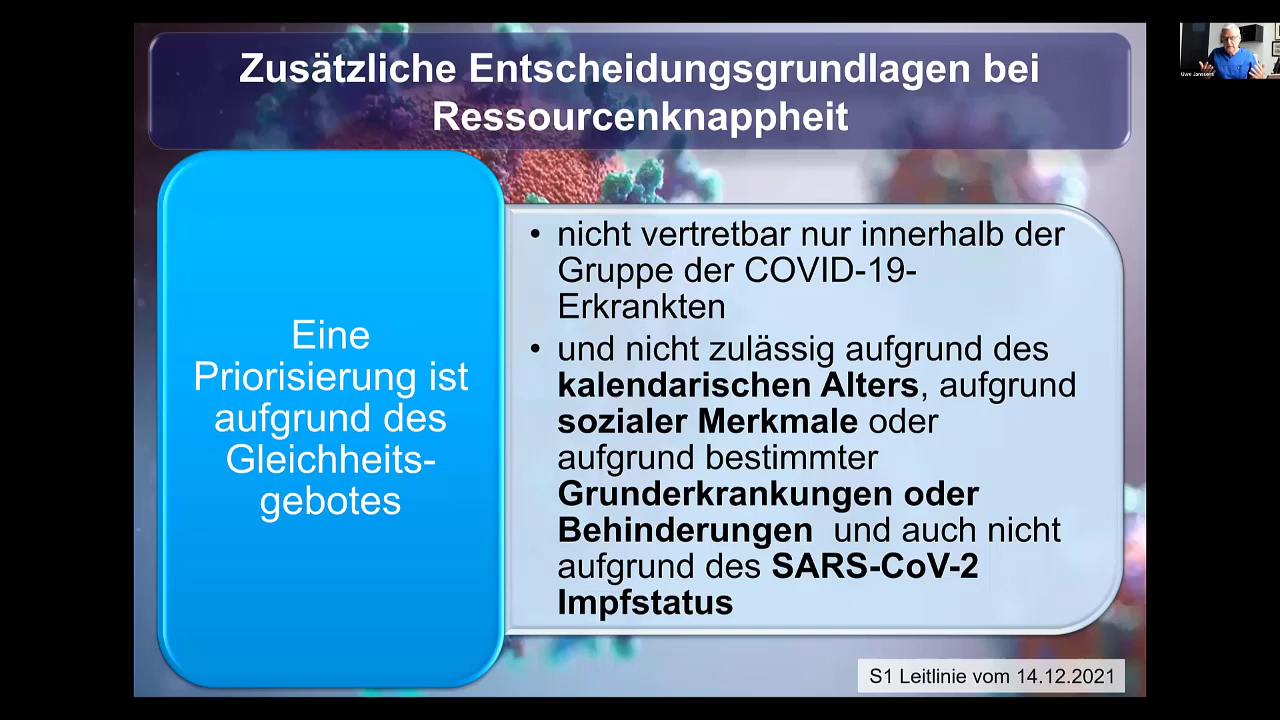 Zusätzliche Entscheidungsgrundlagen bei
Ressourcenknappheit
Eine
Priorisierung ist
aufgrund des
Gleichheits-
gebotes
• nicht vertretbar nur innerhalb der
Gruppe der COVID-19-
Erkrankten
• und nicht zulässig aufgrund des
kalendarischen Alters, aufgrund
sozialer Merkmale oder
aufgrund bestimmter
Grunderkrankungen oder
Behinderungen und auch nicht
aufgrund des SARS-CoV-2
Impfstatus
S1 Leitlinie vom 14.12.2021
Uwe Janssens